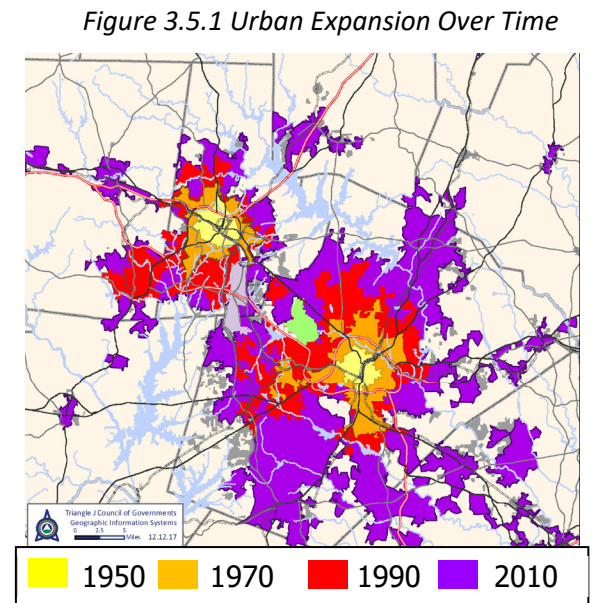 Figure 3.5.1 Urban Expansion Over Time
Triangle J Council of Governments
Geographic Information Systems
0 2.5 5
Miles 12.12.17
1950 1970 1990 2010